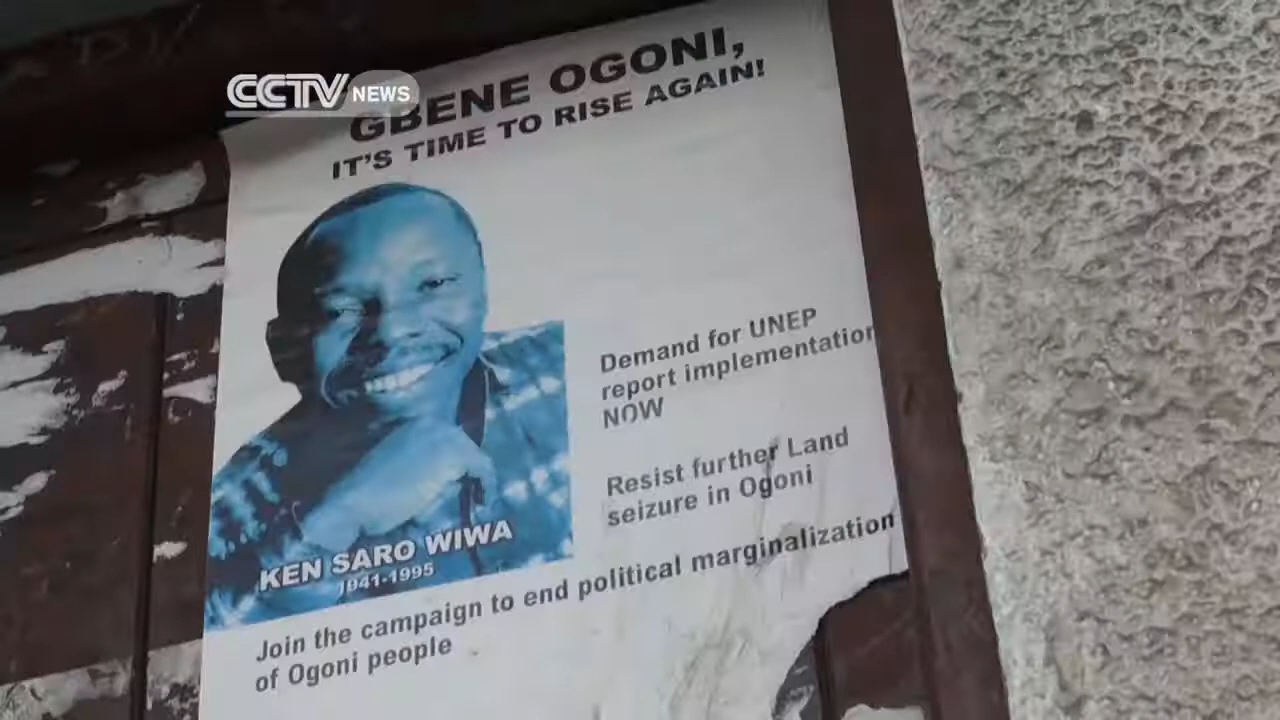 CCTV NEWS
GBENE OGONI,
IT'S TIME TO RISE AGAIN!
Demand for UNEP
report implementation
NOW
Resist further Land
seizure in Ogoni
KEN SARO WIWA
1941-1995
Join the campaign to end political marginalization
of Ogoni people